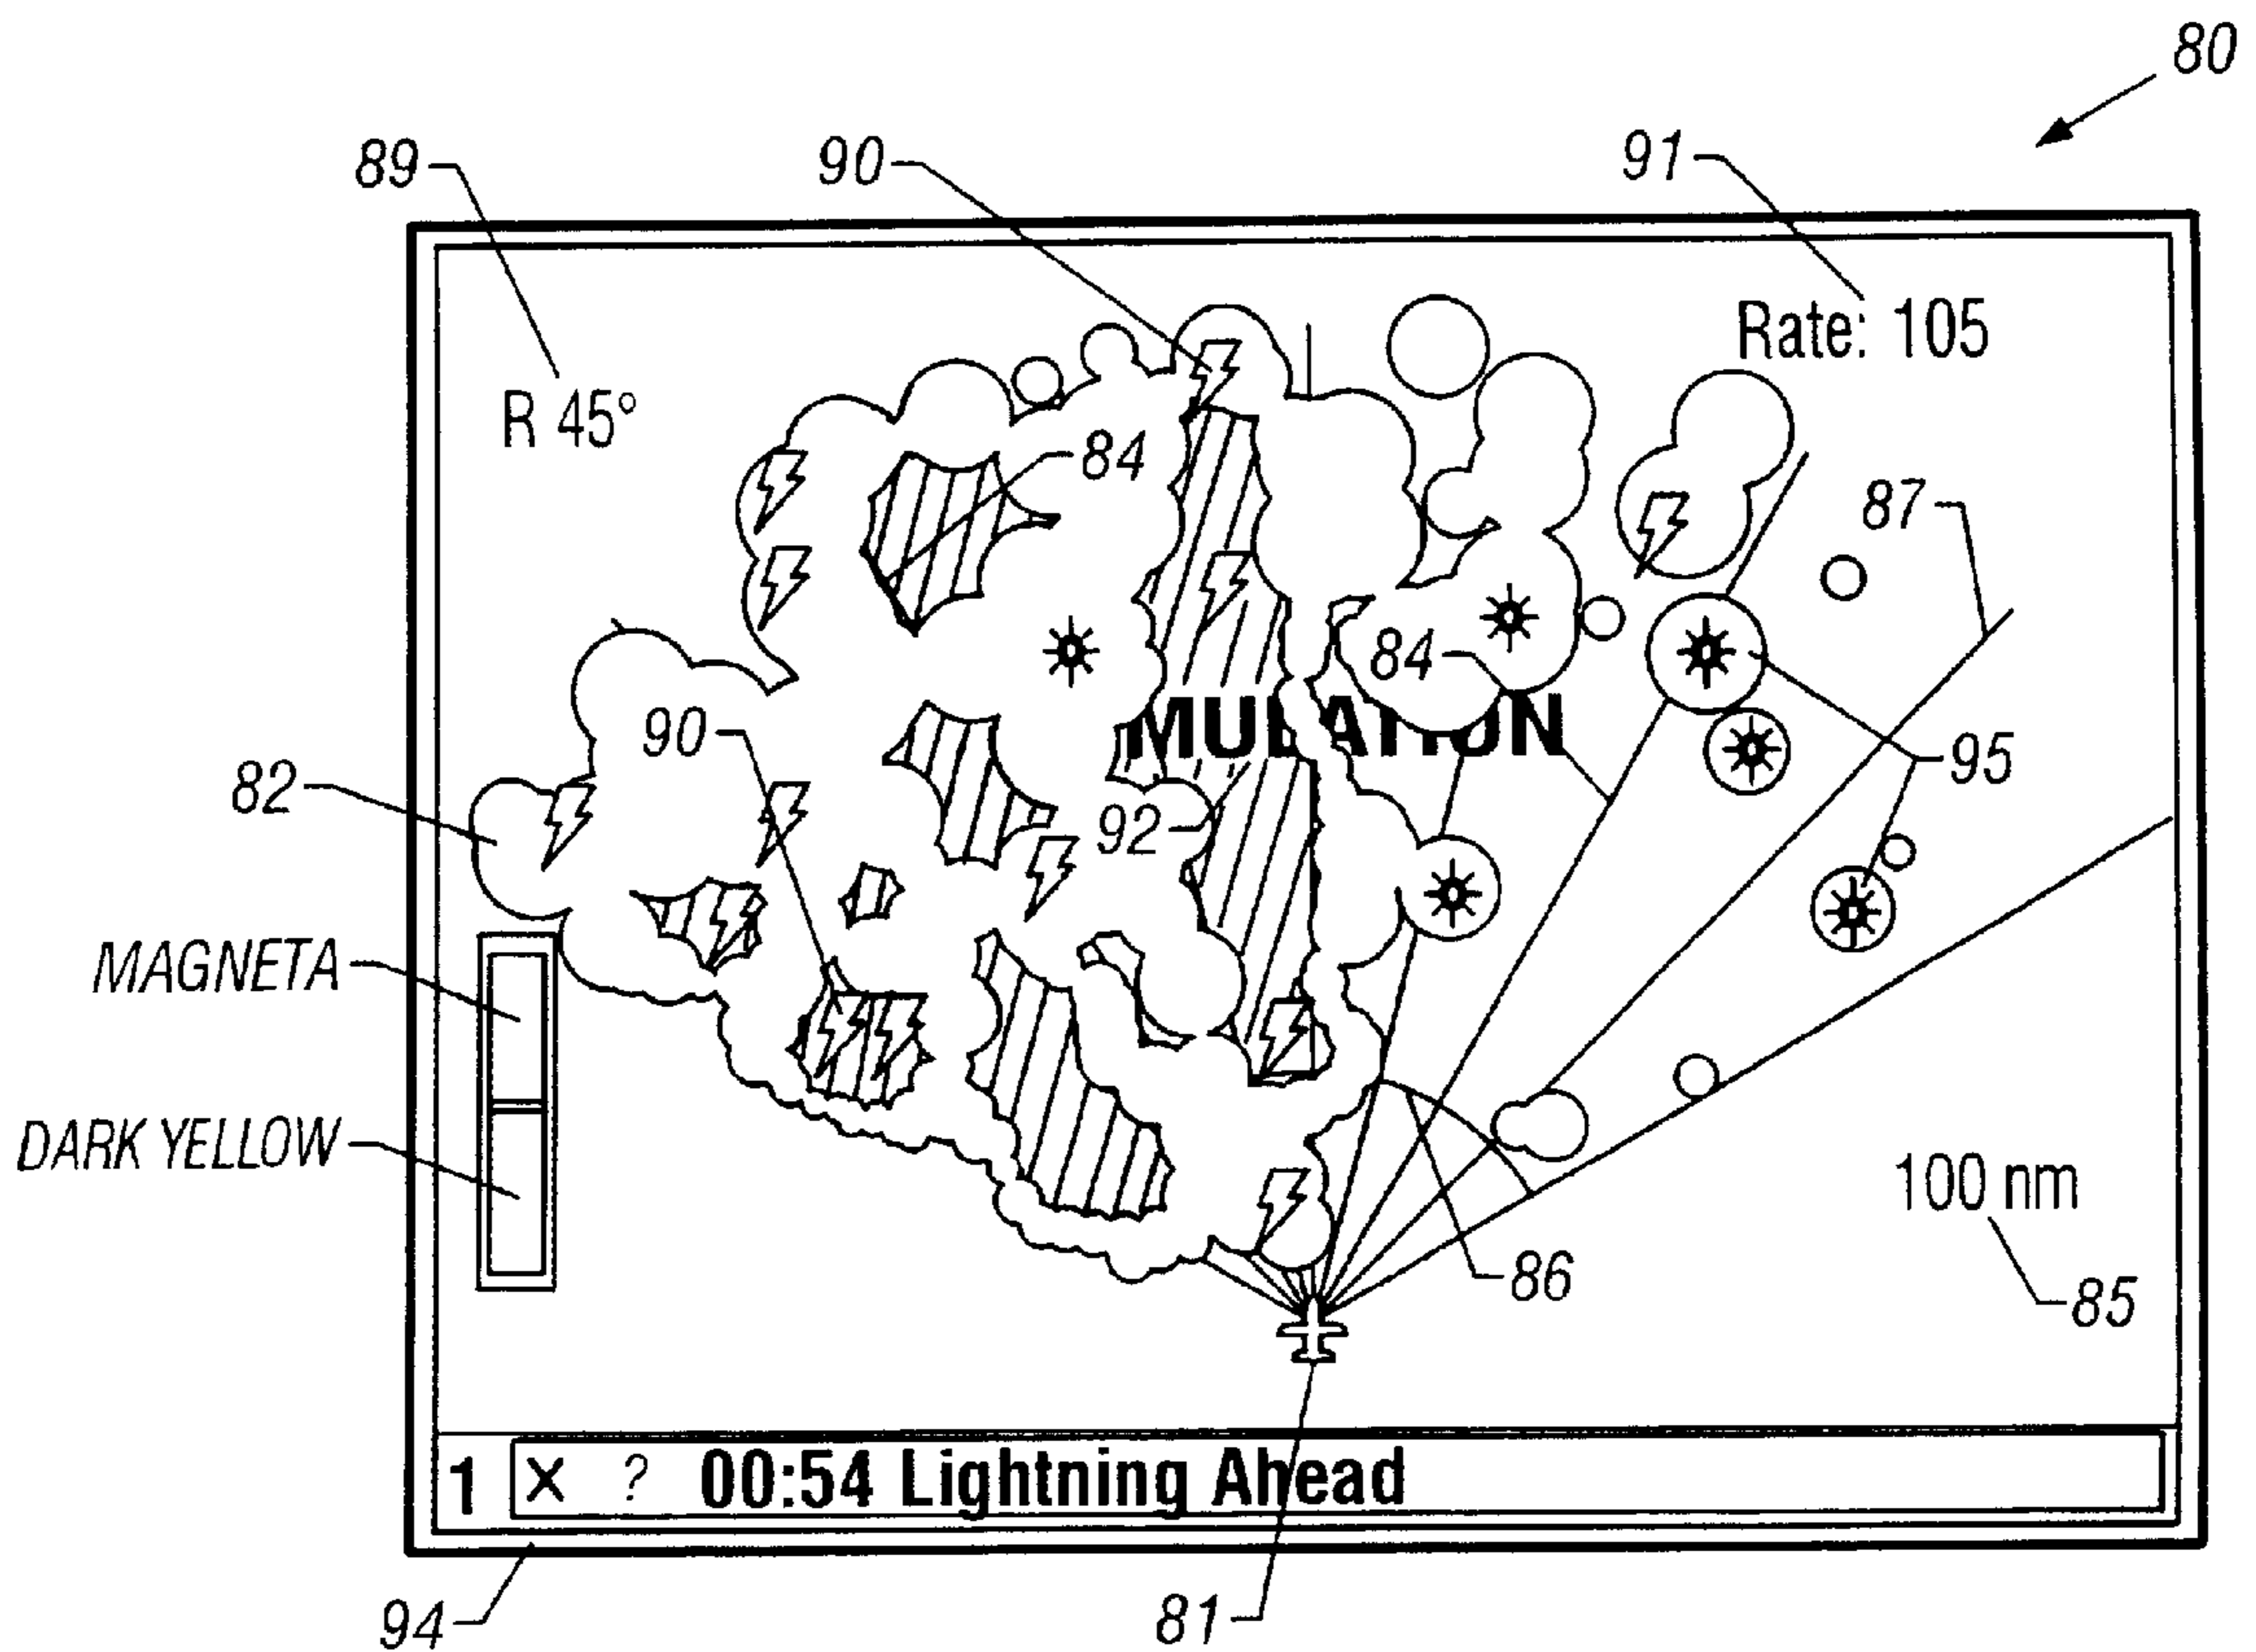 80
89
90
91
Rate: 105
R 45°
84
87
84
90
MULATION
95
82
92
MAGNETA
DARK YELLOW
100 nm
86
85
1 X ? 00:54 Lightning Ahead
94
81